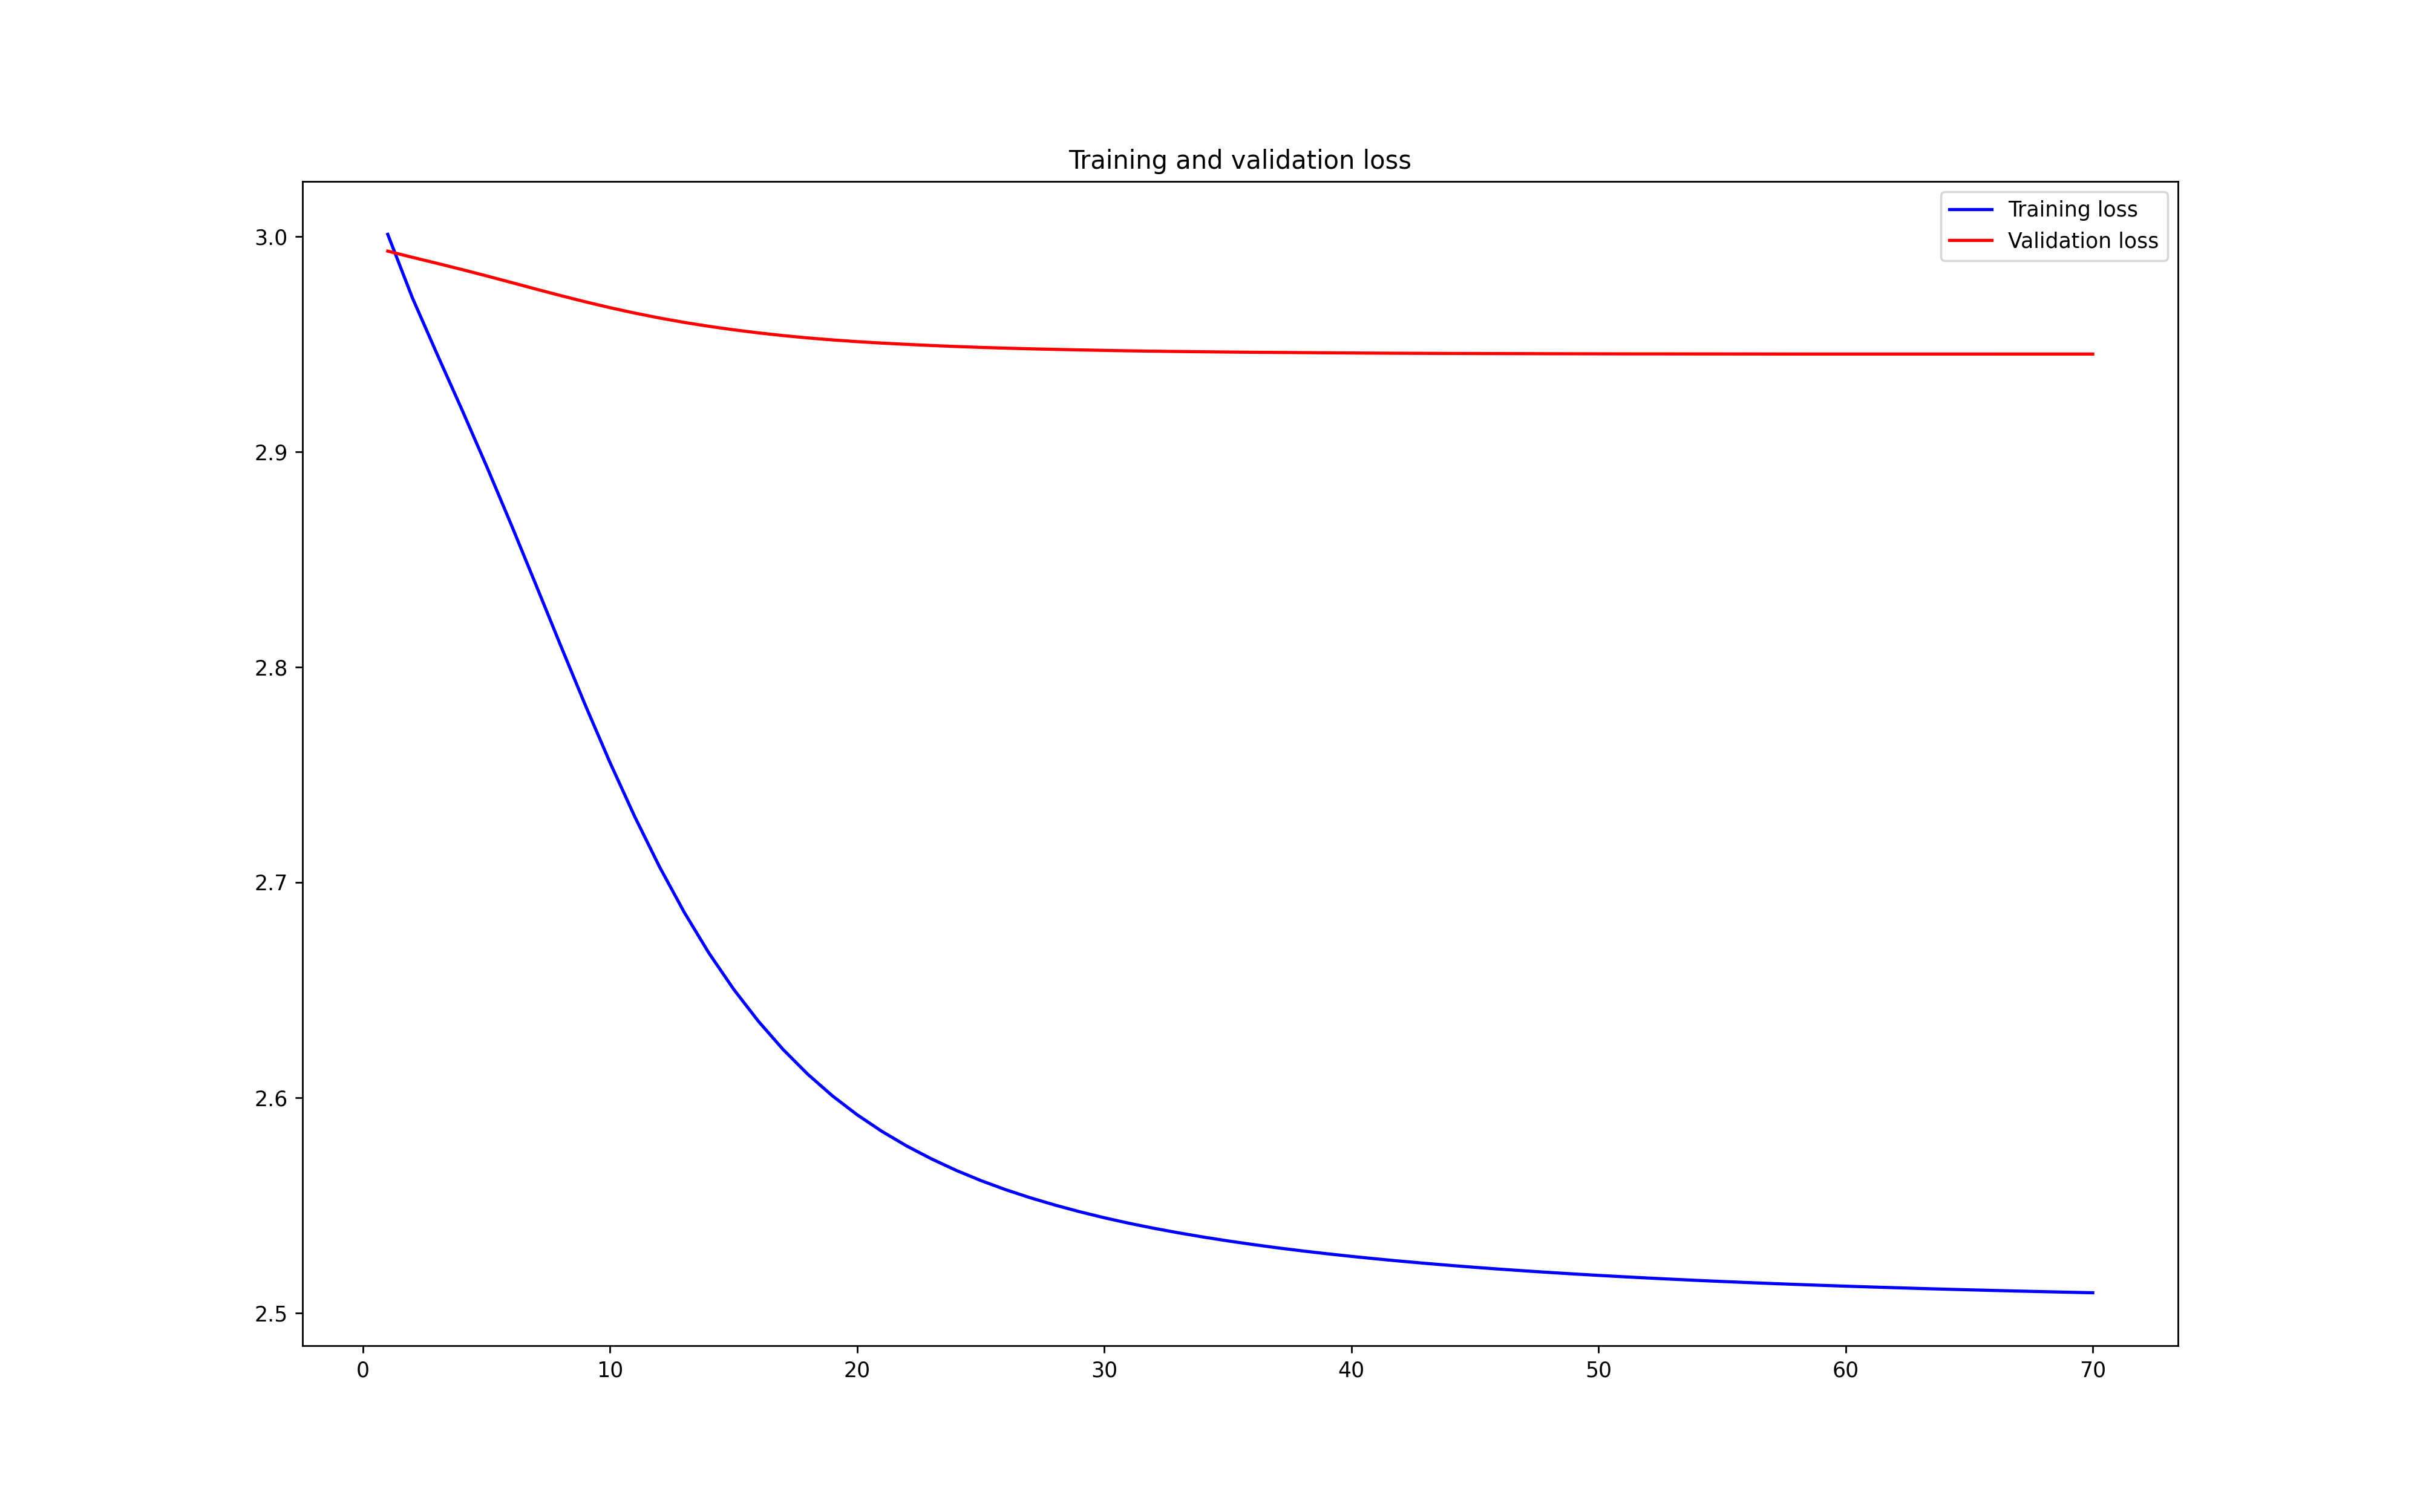 Training and validation loss
Training loss
Validation loss
3.0
2.9
2.8
2.7
2.6
2.5
0 10 20 30 40 50 60 70